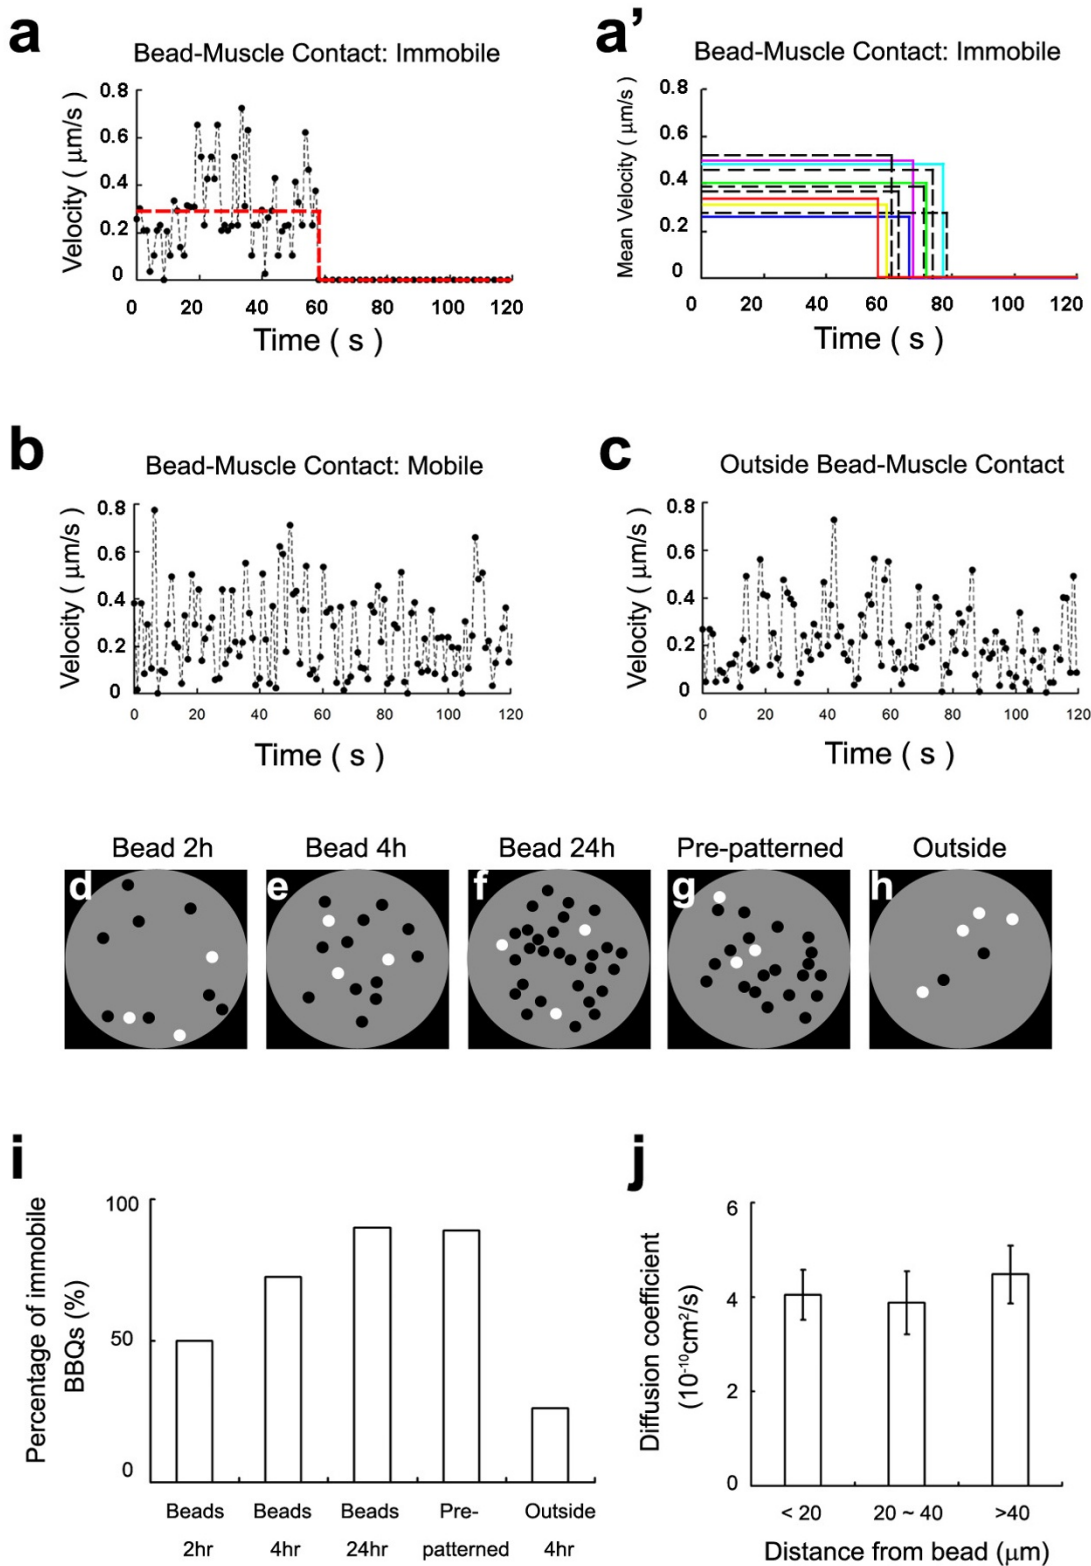 a
Bead-Muscle Contact: Immobile
Velocity ( μm/s )
0.8
0.6
0.4
0.2
0
0 20 40 60 80 100 120
Time ( s )
a’
Bead-Muscle Contact: Immobile
Mean Velocity ( μm/s )
0.8
0.6
0.4
0.2
0
0 20 40 60 80 100 120
Time ( s )
b
Bead-Muscle Contact: Mobile
Velocity ( μm/s )
0.8
0.6
0.4
0.2
0
0 20 40 60 80 100 120
Time ( s )
c
Outside Bead-Muscle Contact
Velocity ( μm/s )
0.8
0.6
0.4
0.2
0
0 20 40 60 80 100 120
Time ( s )
Bead 2h
Bead 4h
Bead 24h
Pre-patterned
Outside
d
e
f
g
h
i
Percentage of immobile
BBQs (%)
100
50
0
Beads
2hr
Beads
4hr
Beads
24hr
Pre-
patterned
Outside
4hr
j
Diffusion coefficient
(10⁻¹⁰cm²/s)
6
4
2
0
< 20
20 ~ 40
>40
Distance from bead (μm)